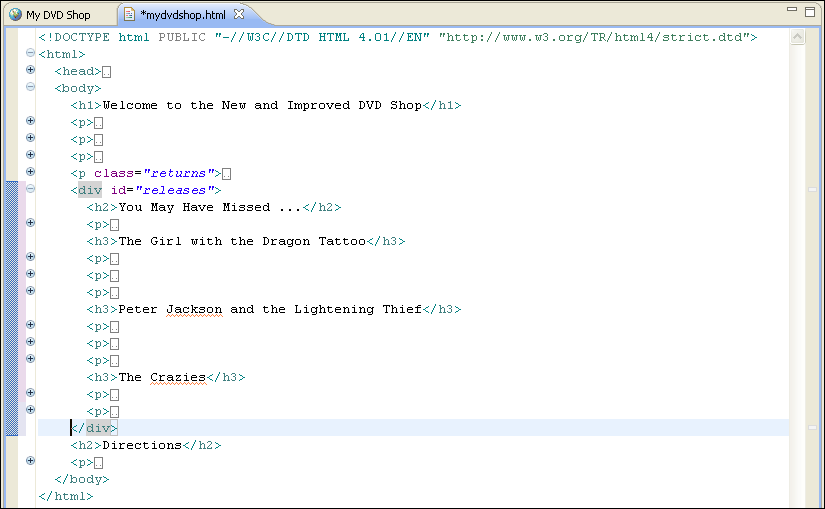 My DVD Shop
*mydvdshop.html
<!DOCTYPE html PUBLIC "-//W3C//DTD HTML 4.01//EN" "http://www.w3.org/TR/html4/strict.dtd">
<html>
<head>
<body>
<h1>Welcome to the New and Improved DVD Shop</h1>
<p>
<p>
<p>
<p class="returns">
<div id="releases">
<h2>You May Have Missed ...</h2>
<p>
<h3>The Girl with the Dragon Tattoo</h3>
<p>
<p>
<p>
<h3>Peter Jackson and the Lightening Thief</h3>
<p>
<p>
<p>
<h3>The Crazies</h3>
<p>
<p>
</div>
<h2>Directions</h2>
<p>
</body>
</html>